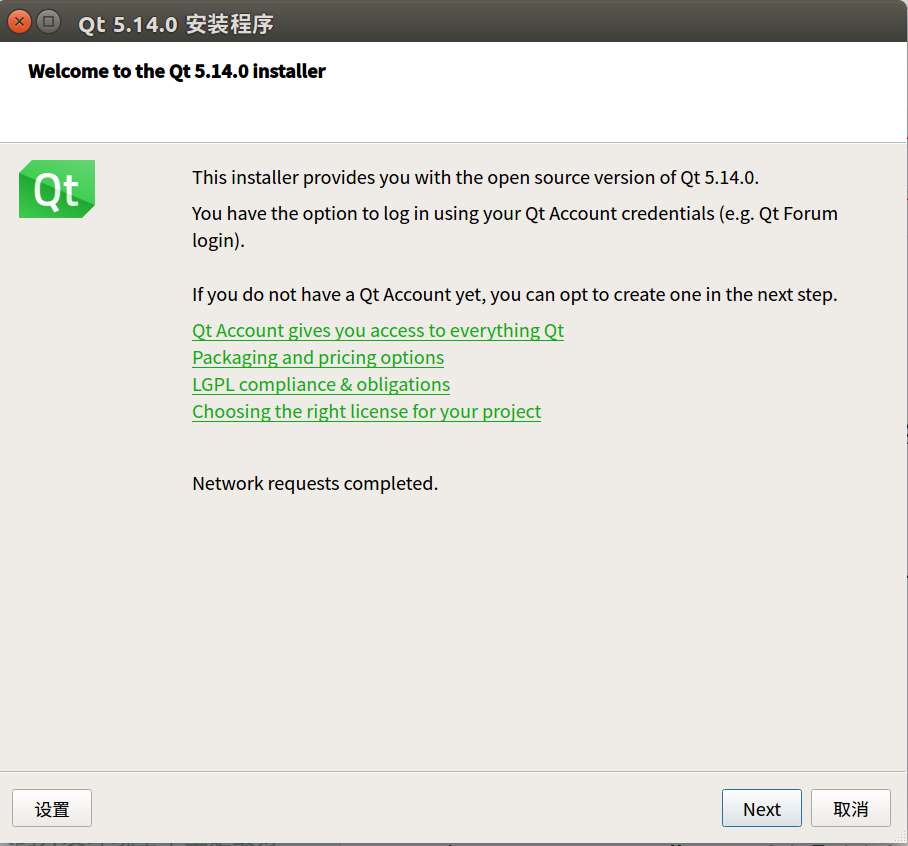 Qt 5.14.0 安装程序
Welcome to the Qt 5.14.0 installer
Qt
This installer provides you with the open source version of Qt 5.14.0.
You have the option to log in using your Qt Account credentials (e.g. Qt Forum
login).
If you do not have a Qt Account yet, you can opt to create one in the next step.
Qt Account gives you access to everything Qt
Packaging and pricing options
LGPL compliance & obligations
Choosing the right license for your project
Network requests completed.
设置
Next
取消